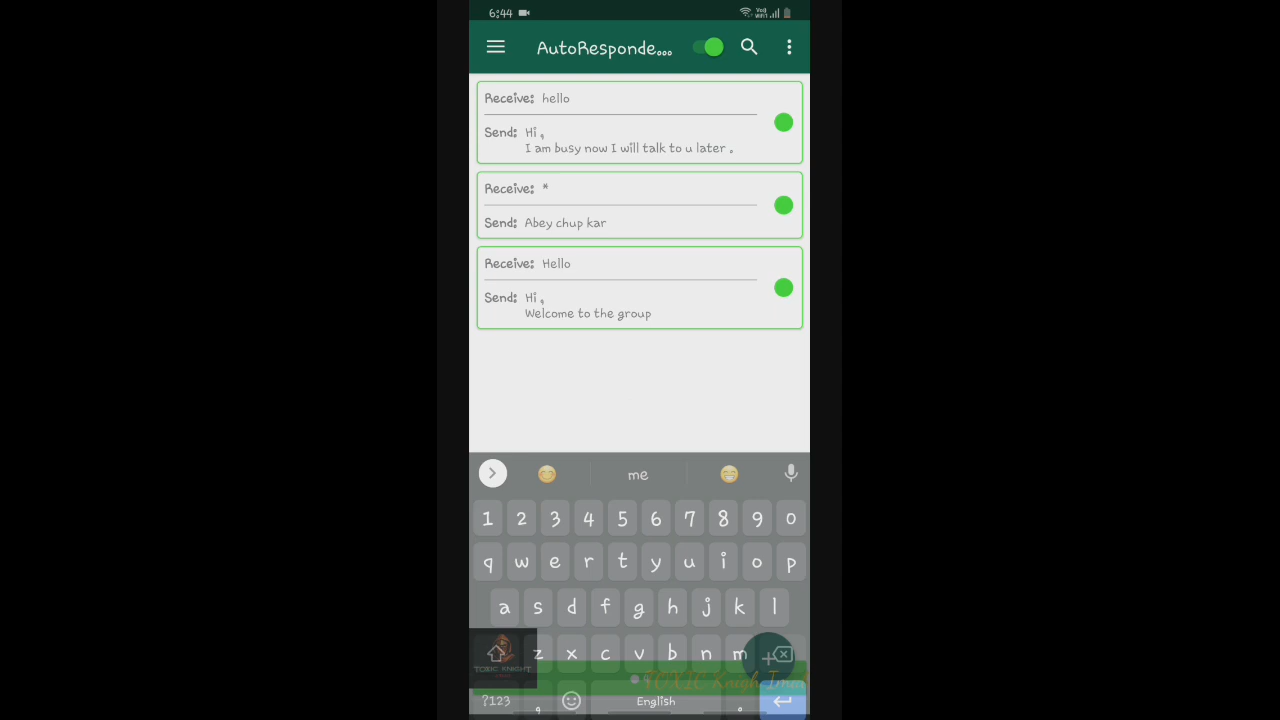 6:44
AutoResponde...
Receive: hello
Send: Hi ,
I am busy now I will talk to u later .
Receive: *
Send: Abey chup kar
Receive: Hello
Send: Hi ,
Welcome to the group
me
1 2 3 4 5 6 7 8 9 0
q w e r t y u i o p
a s d f g h j k l
z x c v b n m
TOXIC KNIGHT
?123 , English .